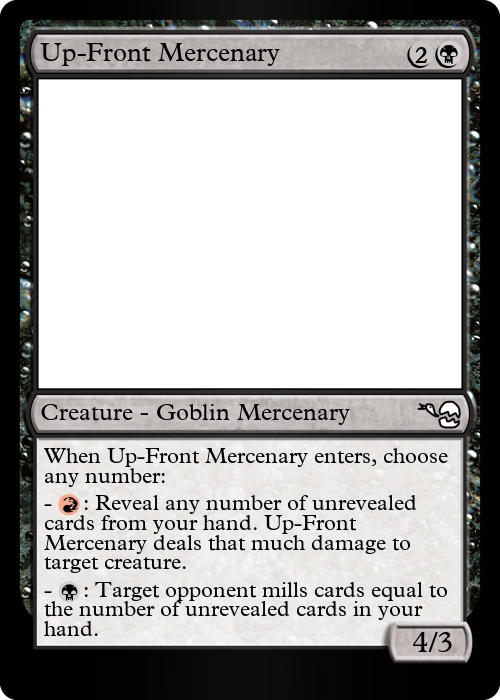 Up-Front Mercenary 2
Creature - Goblin Mercenary
When Up-Front Mercenary enters, choose
any number:
- : Reveal any number of unrevealed
cards from your hand. Up-Front
Mercenary deals that much damage to
target creature.
- : Target opponent mills cards equal to
the number of unrevealed cards in your
hand.
4/3